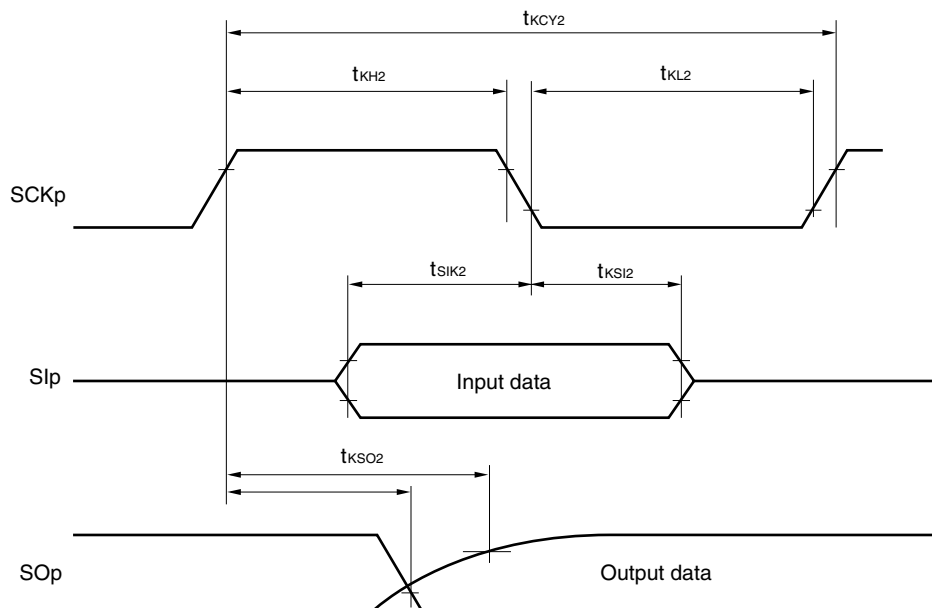 tKCY2
tKH2
tKL2
SCKp
tSIK2
tKSI2
SIp
Input data
tKSO2
SOp
Output data